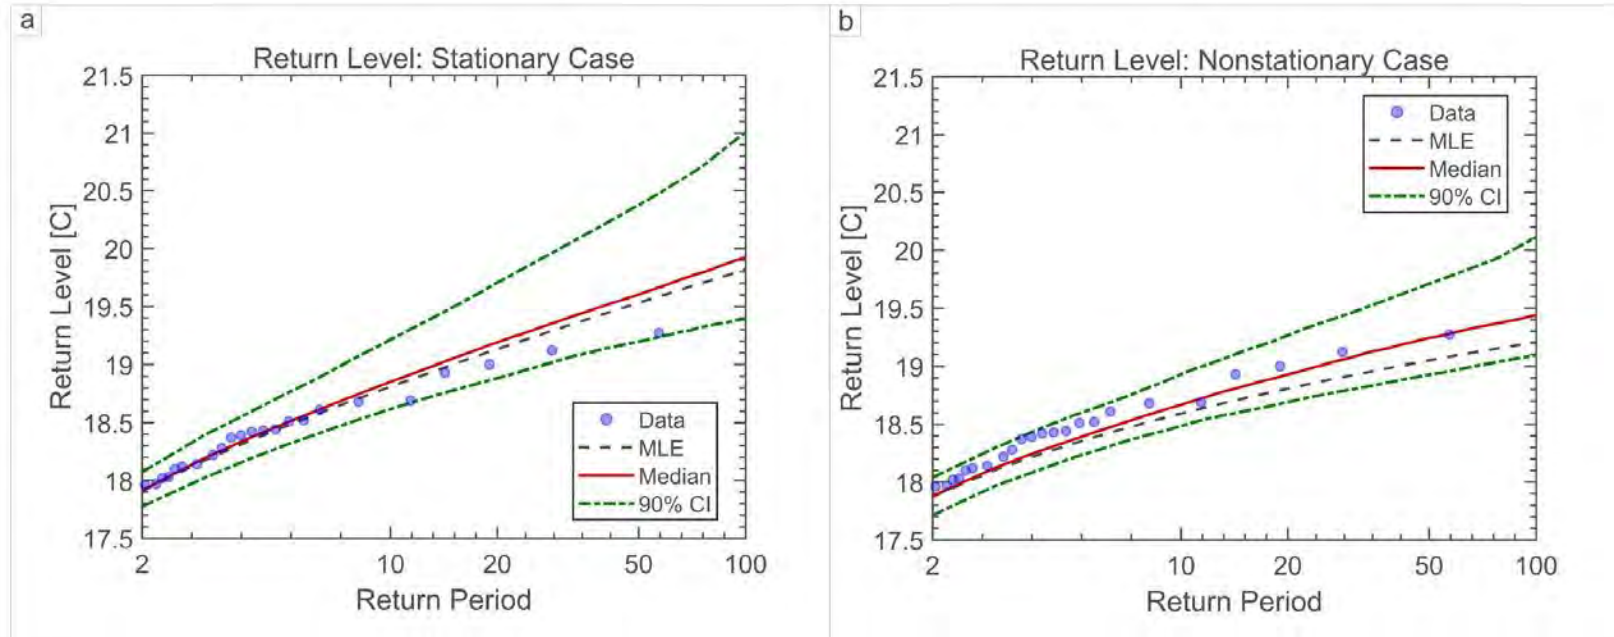 a
Return Level: Stationary Case
21.5
21
20.5
20
19.5
19
18.5
18
17.5
Return Level [C]
2
10
20
50
100
Return Period
Data
MLE
Median
90% CI
b
Return Level: Nonstationary Case
21.5
21
20.5
20
19.5
19
18.5
18
17.5
Return Level [C]
2
10
20
50
100
Return Period
Data
MLE
Median
90% CI